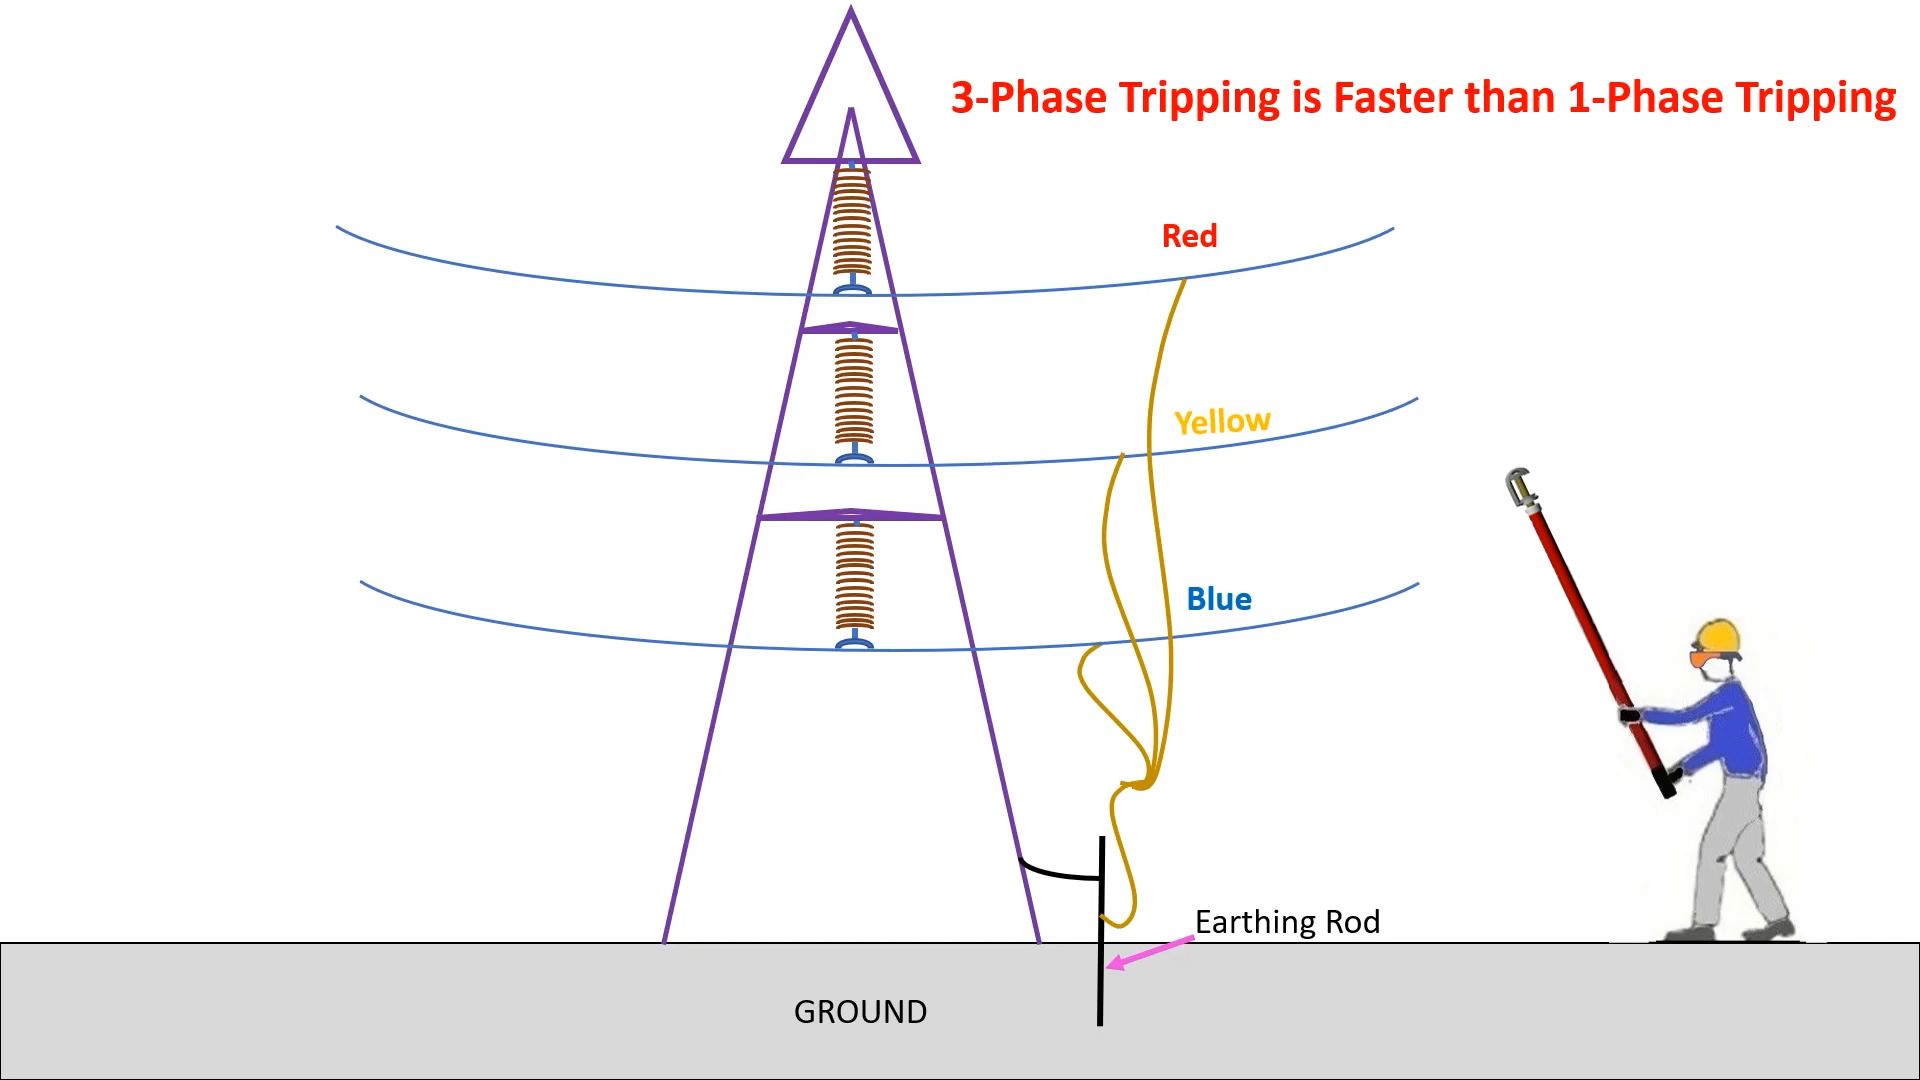 3-Phase Tripping is Faster than 1-Phase Tripping
Red
Yellow
Blue
Earthing Rod
GROUND